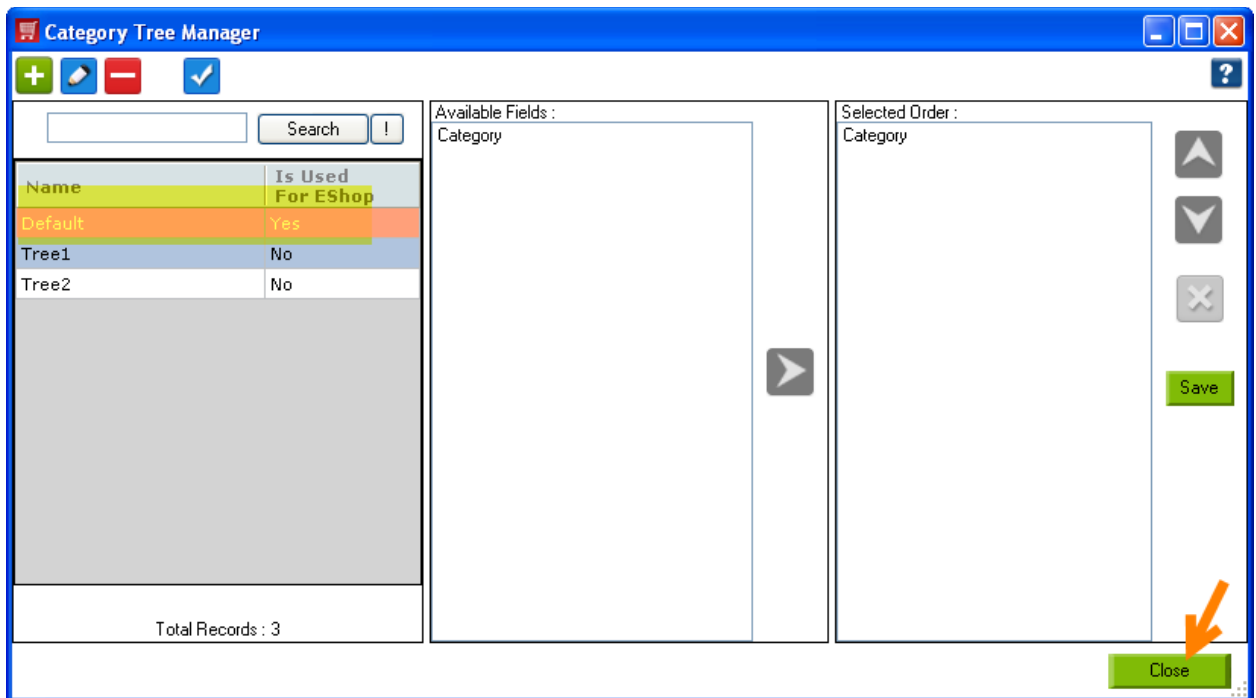 Category Tree Manager
?
Search !
Name Is Used For EShop
Default Yes
Tree1 No
Tree2 No
Total Records : 3
Available Fields :
Category
Selected Order :
Category
Save
Close